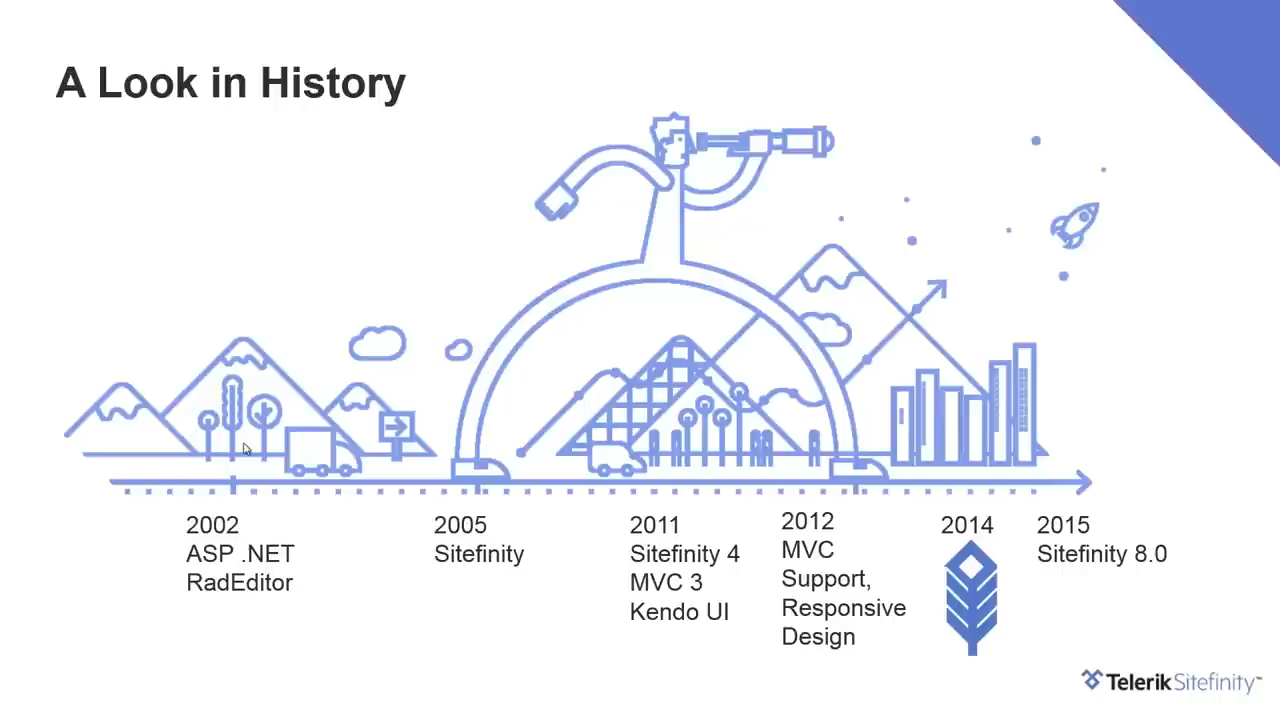 A Look in History
2002
ASP .NET
RadEditor
2005
Sitefinity
2011
Sitefinity 4
MVC 3
Kendo UI
2012
MVC
Support,
Responsive
Design
2014
2015
Sitefinity 8.0
Telerik Sitefinity™